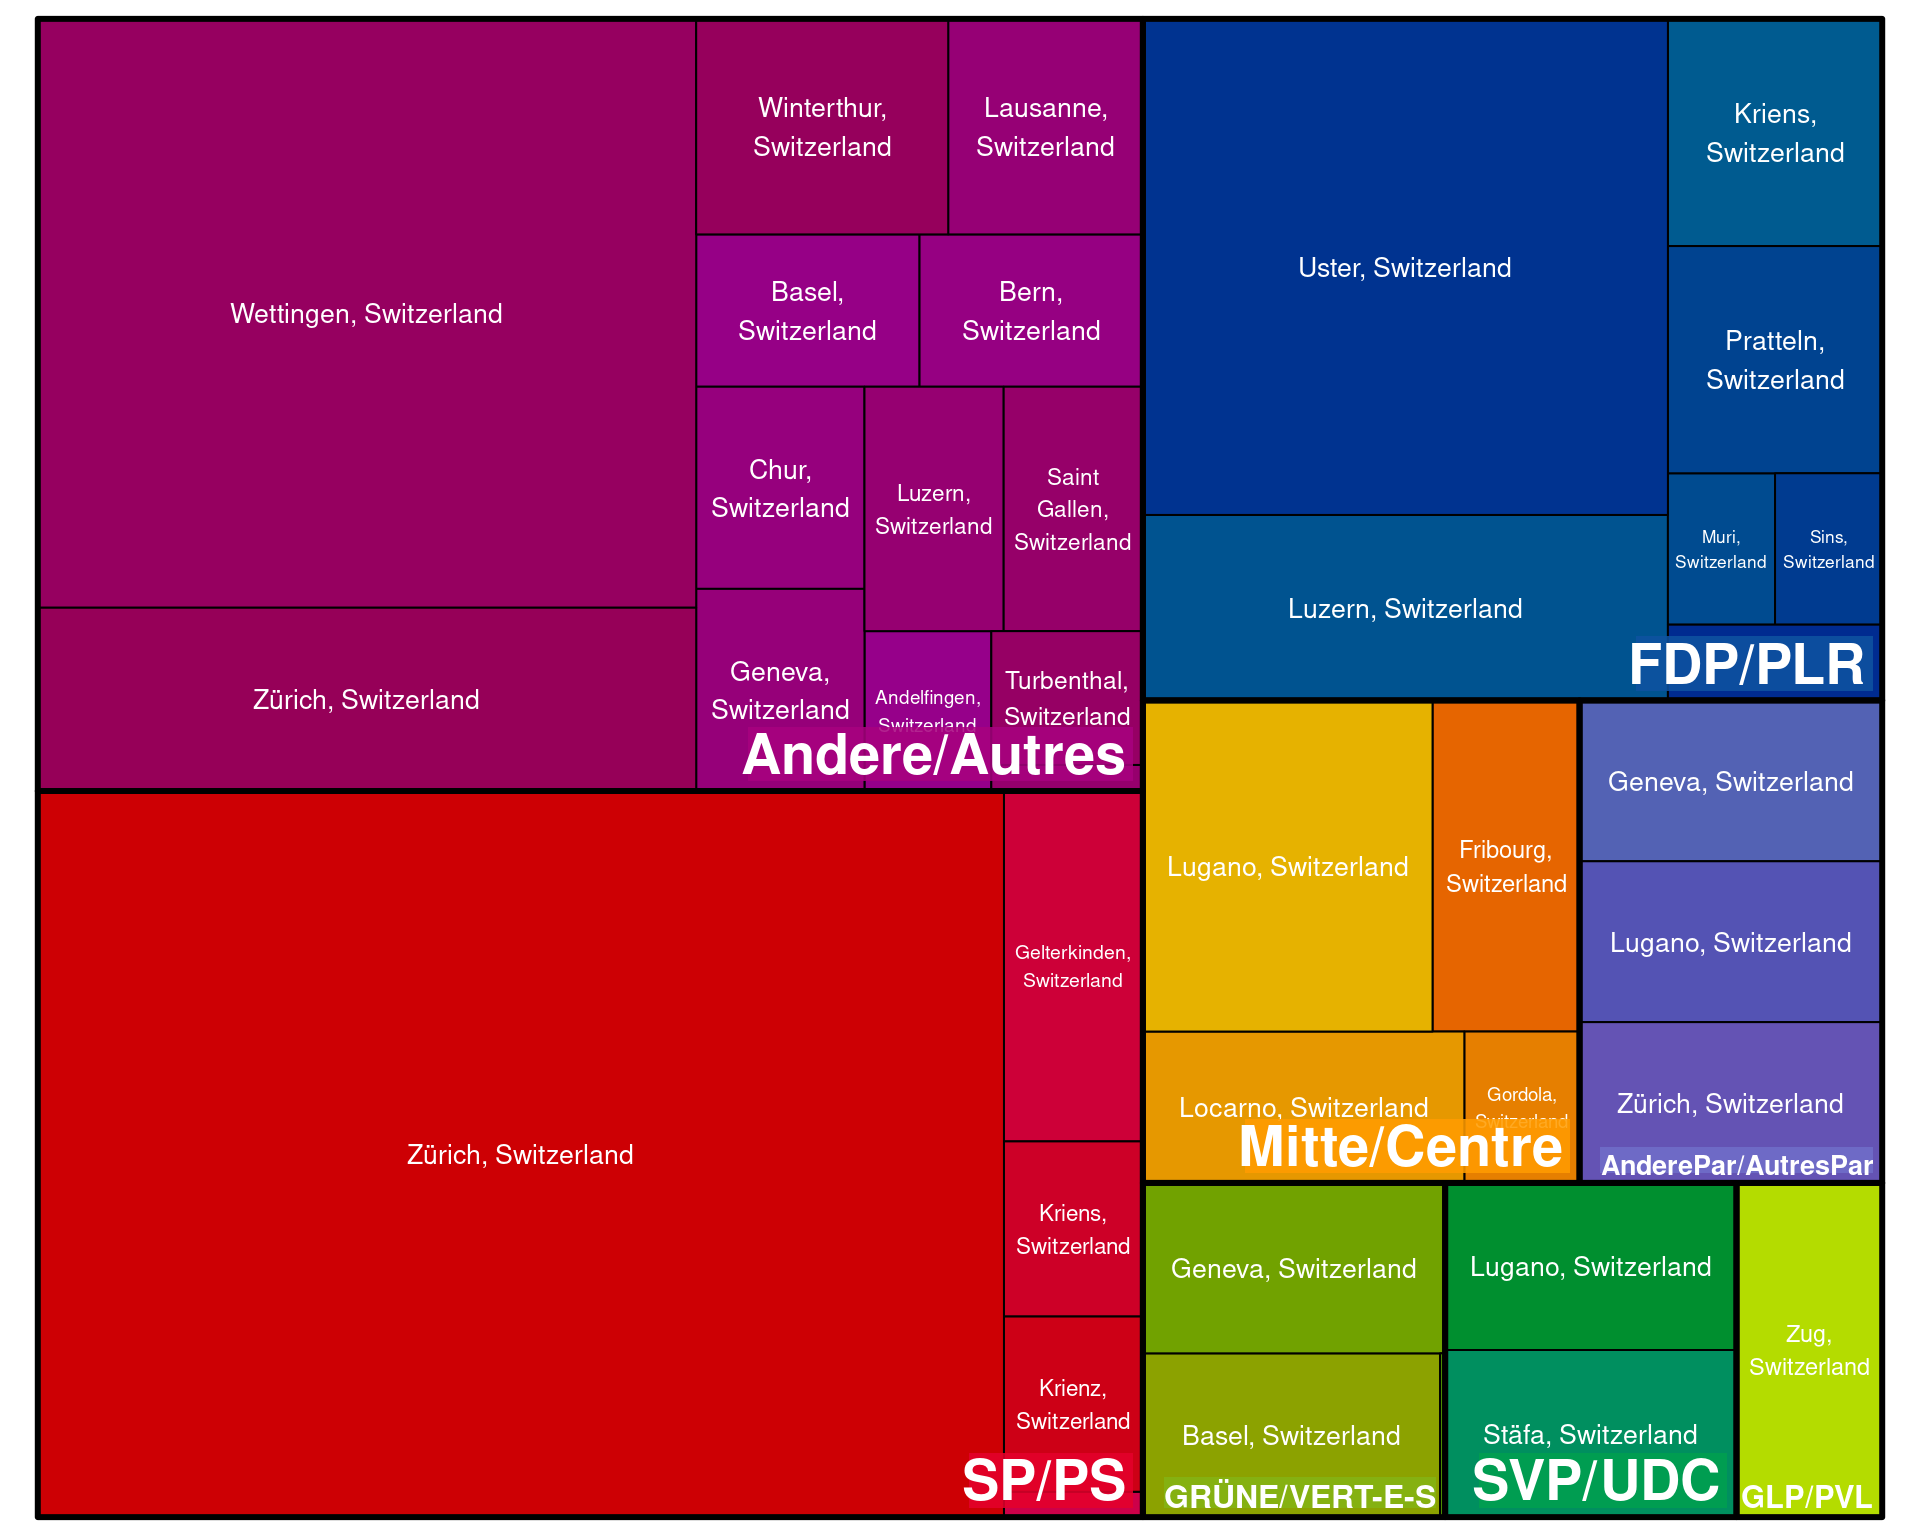 Wettingen, Switzerland
Zürich, Switzerland
Winterthur,
Switzerland
Lausanne,
Switzerland
Basel,
Switzerland
Bern,
Switzerland
Chur,
Switzerland
Luzern,
Switzerland
Saint
Gallen,
Switzerland
Geneva,
Switzerland
Andelfingen,
Switzerland
Turbenthal,
Switzerland
Andere/Autres
Zürich, Switzerland
Gelterkinden,
Switzerland
Kriens,
Switzerland
Krienz,
Switzerland
SP/PS
Uster, Switzerland
Luzern, Switzerland
Kriens,
Switzerland
Pratteln,
Switzerland
Muri,
Switzerland
Sins,
Switzerland
FDP/PLR
Lugano, Switzerland
Fribourg,
Switzerland
Locarno, Switzerland
Gordola,
Switzerland
Mitte/Centre
Geneva, Switzerland
Lugano, Switzerland
Zürich, Switzerland
AnderePar/AutresPar
Geneva, Switzerland
Basel, Switzerland
GRÜNE/VERT-E-S
Lugano, Switzerland
Stäfa, Switzerland
SVP/UDC
Zug,
Switzerland
GLP/PVL